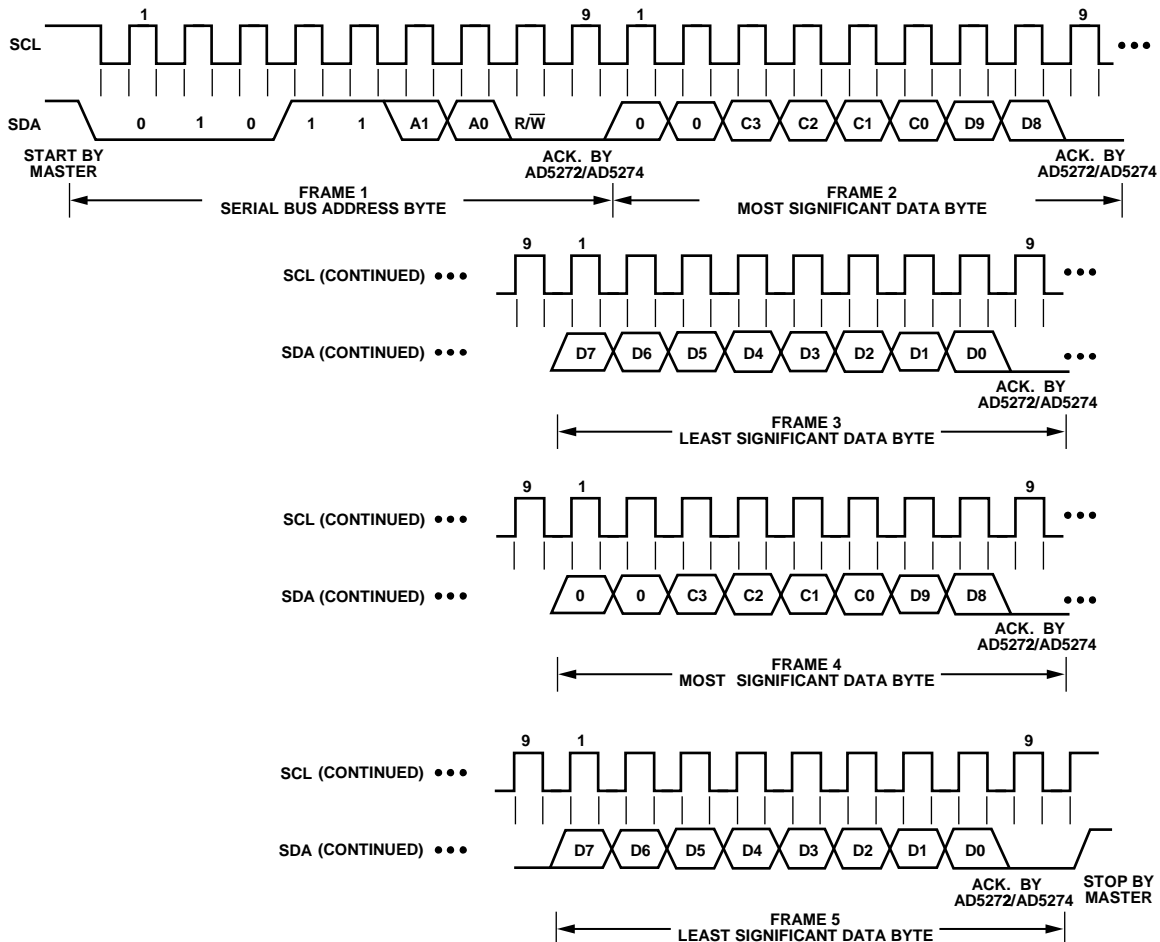 1 9 1 9
SCL •••
SDA 0 1 0 1 1 A1 A0 R/W̅ 0 0 C3 C2 C1 C0 D9 D8
START BY
MASTER
ACK. BY
AD5272/AD5274
ACK. BY
AD5272/AD5274
FRAME 1
SERIAL BUS ADDRESS BYTE
FRAME 2
MOST SIGNIFICANT DATA BYTE
9 1 9
SCL (CONTINUED) ••• •••
SDA (CONTINUED) ••• D7 D6 D5 D4 D3 D2 D1 D0 •••
ACK. BY
AD5272/AD5274
FRAME 3
LEAST SIGNIFICANT DATA BYTE
9 1 9
SCL (CONTINUED) ••• •••
SDA (CONTINUED) ••• 0 0 C3 C2 C1 C0 D9 D8 •••
ACK. BY
AD5272/AD5274
FRAME 4
MOST SIGNIFICANT DATA BYTE
9 1 9
SCL (CONTINUED) •••
SDA (CONTINUED) ••• D7 D6 D5 D4 D3 D2 D1 D0
ACK. BY
AD5272/AD5274
STOP BY
MASTER
FRAME 5
LEAST SIGNIFICANT DATA BYTE